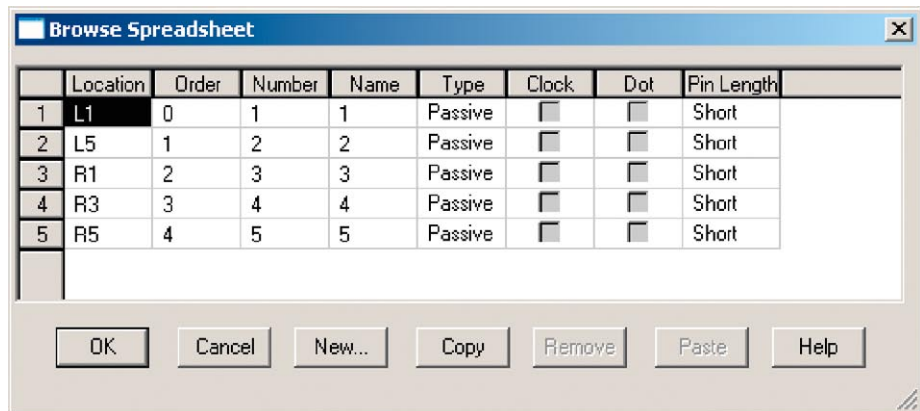 Browse Spreadsheet
Location Order Number Name Type Clock Dot Pin Length
1 L1 0 1 1 Passive Short
2 L5 1 2 2 Passive Short
3 R1 2 3 3 Passive Short
4 R3 3 4 4 Passive Short
5 R5 4 5 5 Passive Short
OK Cancel New... Copy Remove Paste Help